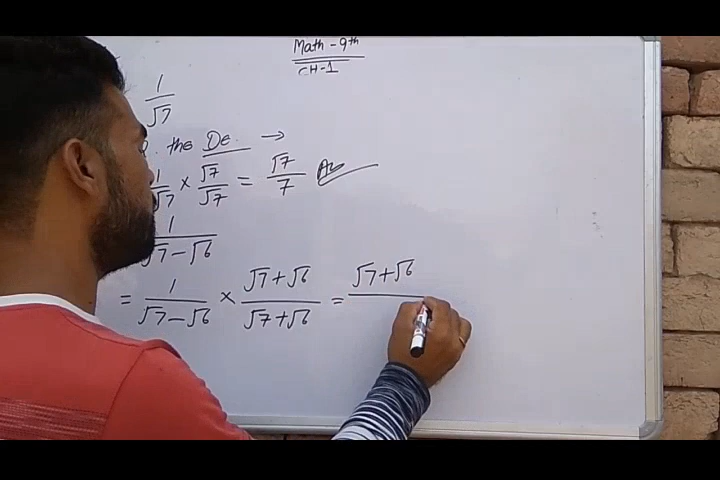 Math - 9th
CH-1
1/√7
the De. →
1/√7 × √7/√7 = √7/7 Ans
1/√7-√6
= 1/√7-√6 × √7+√6/√7+√6 = √7+√6